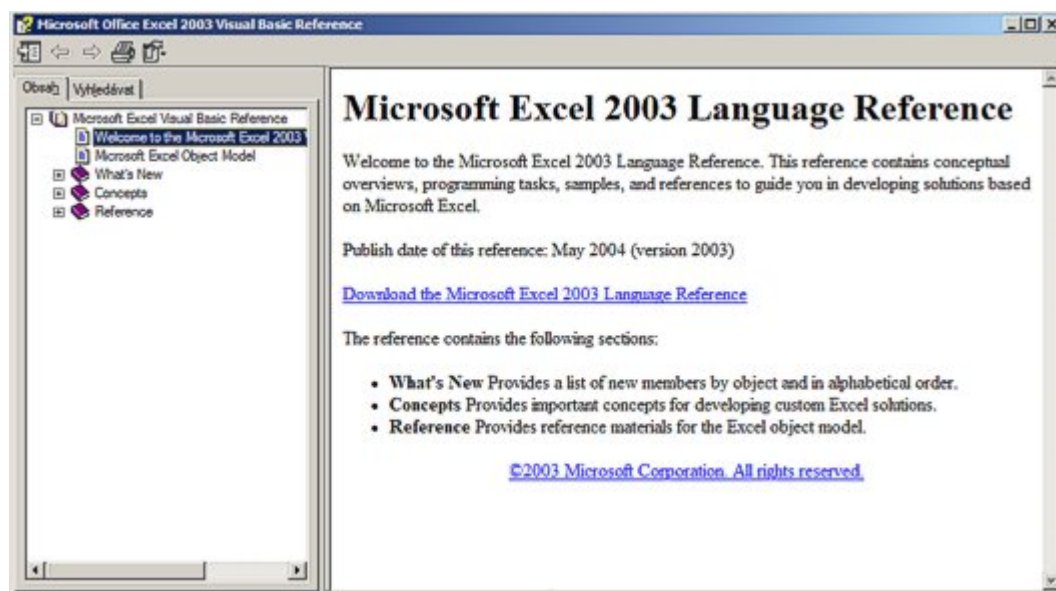 Microsoft Office Excel 2003 Visual Basic Reference
Obsah Vyhledávat
Microsoft Excel Visual Basic Reference
Welcome to the Microsoft Excel 2003
Microsoft Excel Object Model
What's New
Concepts
Reference
Microsoft Excel 2003 Language Reference
Welcome to the Microsoft Excel 2003 Language Reference. This reference contains conceptual
overviews, programming tasks, samples, and references to guide you in developing solutions based
on Microsoft Excel.
Publish date of this reference: May 2004 (version 2003)
Download the Microsoft Excel 2003 Language Reference
The reference contains the following sections:
• What's New Provides a list of new members by object and in alphabetical order.
• Concepts Provides important concepts for developing custom Excel solutions.
• Reference Provides reference materials for the Excel object model.
©2003 Microsoft Corporation. All rights reserved.